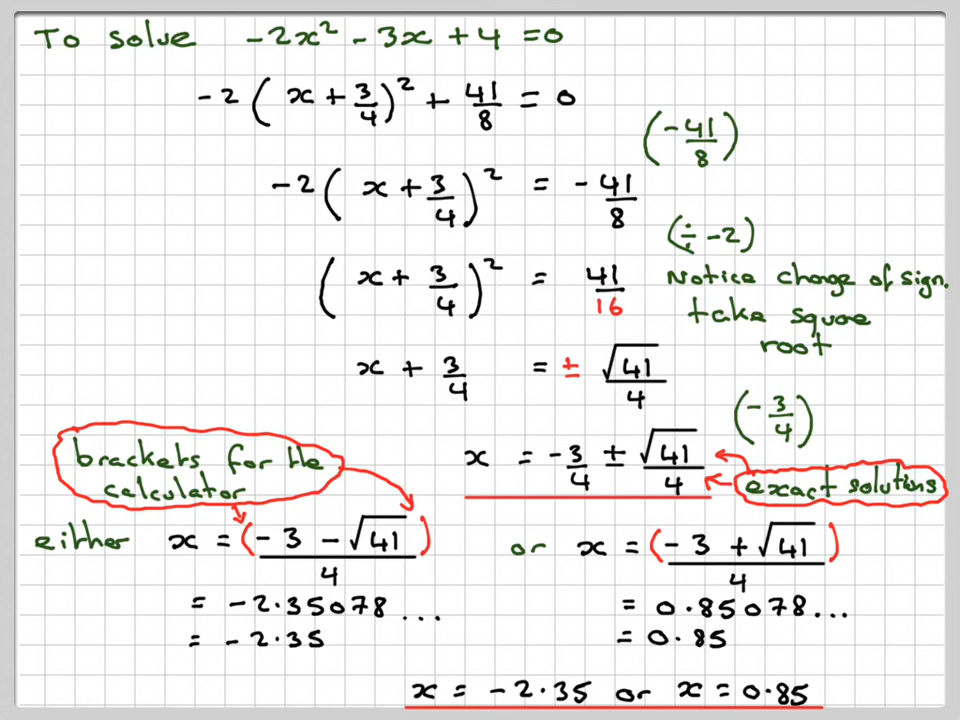 To solve -2x² - 3x + 4 = 0
-2(x + 3/4)² + 41/8 = 0
(-41/8)
-2(x + 3/4)² = -41/8
(÷ -2)
(x + 3/4)² = 41/16
Notice change of sign.
take square
root
x + 3/4 = ± √41/4
(-3/4)
brackets for the
calculator
x = -3/4 ± √41/4
exact solutions
either x = (-3 - √41)/4 or x = (-3 + √41)/4
= -2.35078... = 0.85078...
= -2.35 = 0.85
x = -2.35 or x = 0.85